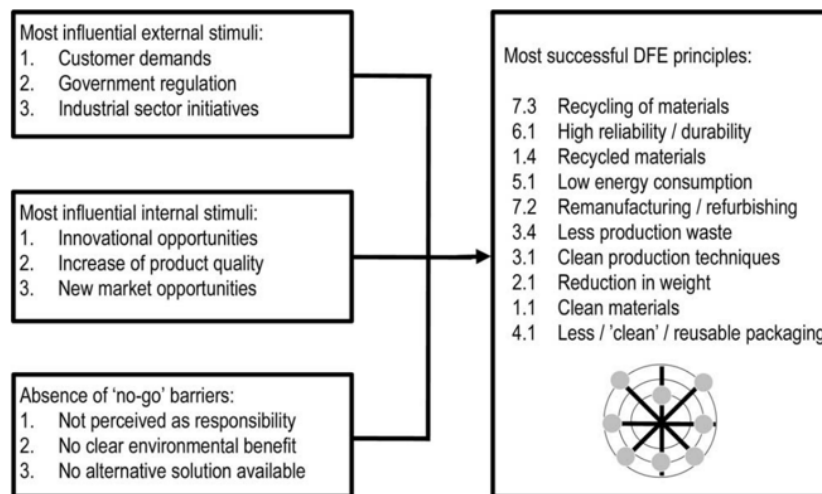 Most influential external stimuli:
1. Customer demands
2. Government regulation
3. Industrial sector initiatives
Most influential internal stimuli:
1. Innovational opportunities
2. Increase of product quality
3. New market opportunities
Absence of ‘no-go’ barriers:
1. Not perceived as responsibility
2. No clear environmental benefit
3. No alternative solution available
Most successful DFE principles:
7.3 Recycling of materials
6.1 High reliability / durability
1.4 Recycled materials
5.1 Low energy consumption
7.2 Remanufacturing / refurbishing
3.4 Less production waste
3.1 Clean production techniques
2.1 Reduction in weight
1.1 Clean materials
4.1 Less / ’clean’ / reusable packaging